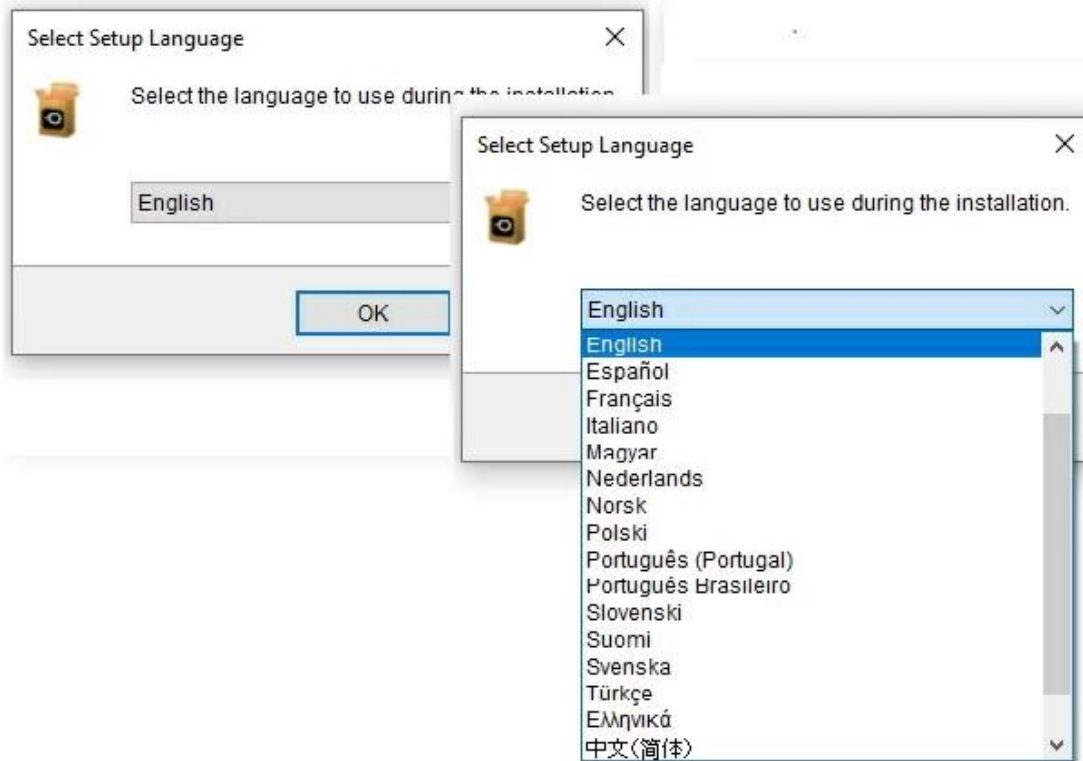 Select Setup Language
Select the language to use during the installation
English
OK
Select Setup Language
Select the language to use during the installation.
English
English
Español
Français
Italiano
Magyar
Nederlands
Norsk
Polski
Português (Portugal)
Português Brasileiro
Slovenski
Suomi
Svenska
Türkçe
Ελληνικά
中文(简体)